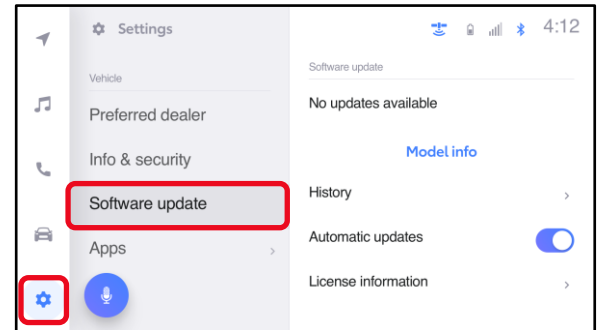 Settings
4:12
Vehicle
Preferred dealer
Info & security
Software update
Apps
Software update
No updates available
Model info
History
Automatic updates
License information